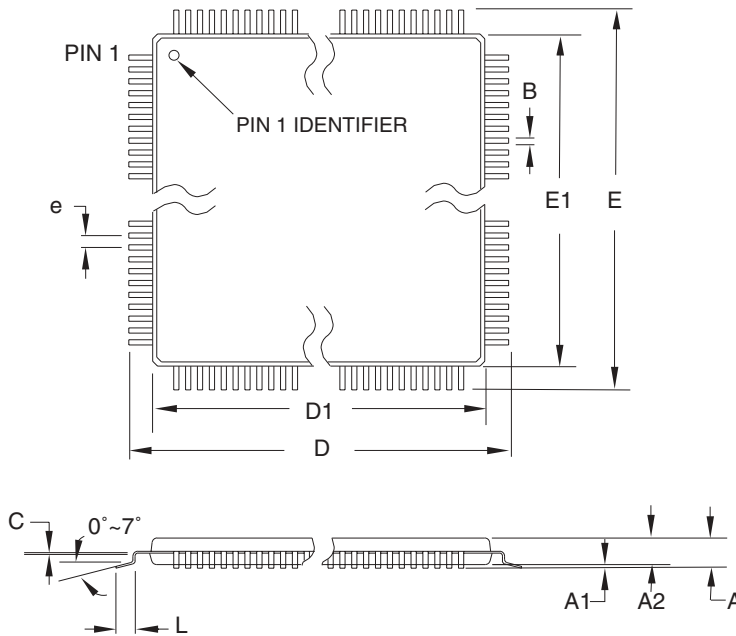 PIN 1
PIN 1 IDENTIFIER
B
e
E1
E
D1
D
C
0°~7°
L
A1
A2
A